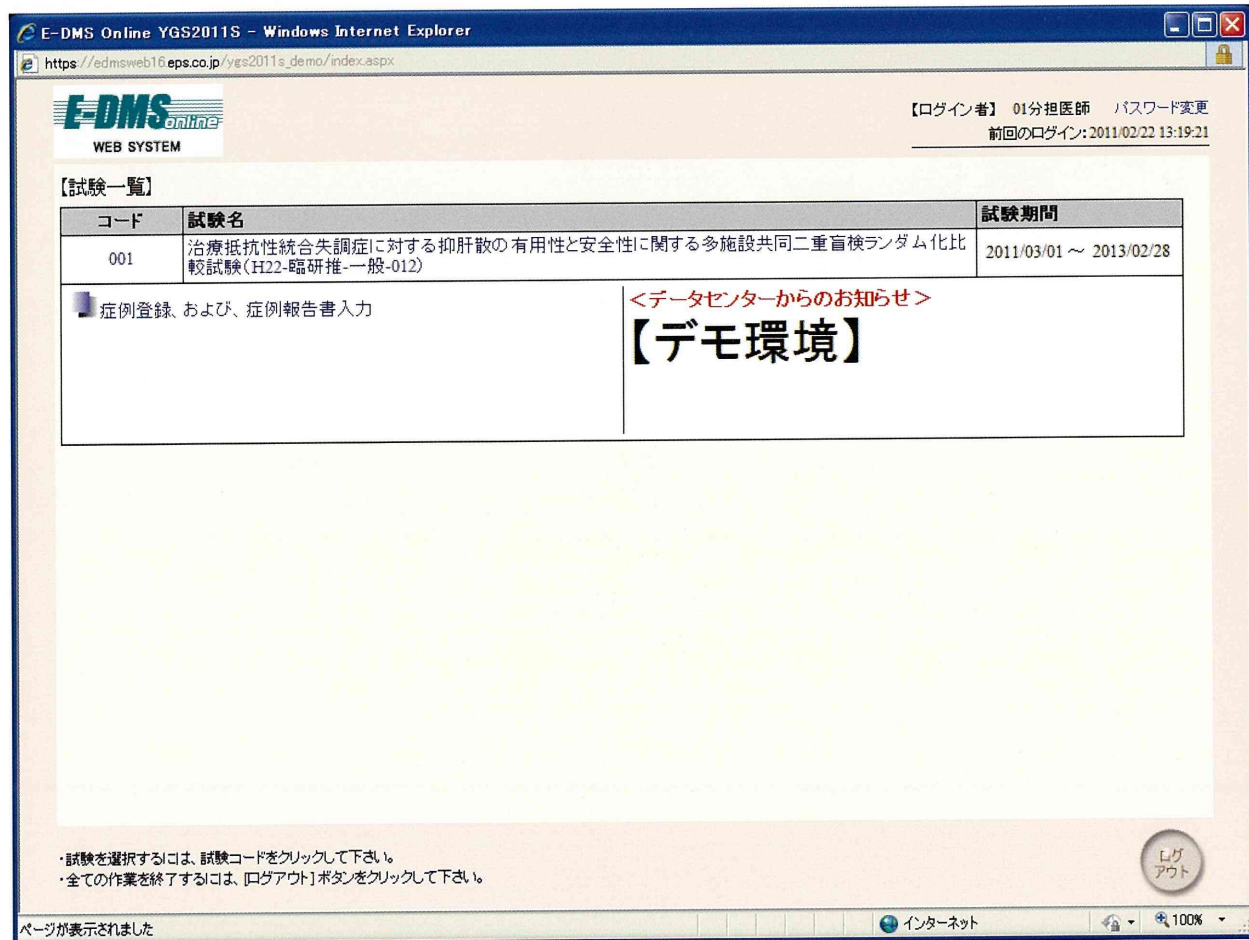 E-DMS Online YGS2011S - Windows Internet Explorer
https://edmsweb16.eps.co.jp/ygs2011s_demo/index.aspx
E-DMS online
WEB SYSTEM
【ログイン者】 01分担医師 パスワード変更
前回のログイン:2011/02/22 13:19:21
【試験一覧】
コード 試験名 試験期間
001 治療抵抗性統合失調症に対する抑肝散の有用性と安全性に関する多施設共同二重盲検ランダム化比
較試験(H22-臨研推-一般-012) 2011/03/01 ~ 2013/02/28
症例登録、および、症例報告書入力
<データセンターからのお知らせ>
【デモ環境】
・試験を選択するには、試験コードをクリックして下さい。
・全ての作業を終了するには、[ログアウト]ボタンをクリックして下さい。
ログ
アウト
ページが表示されました インターネット 100%